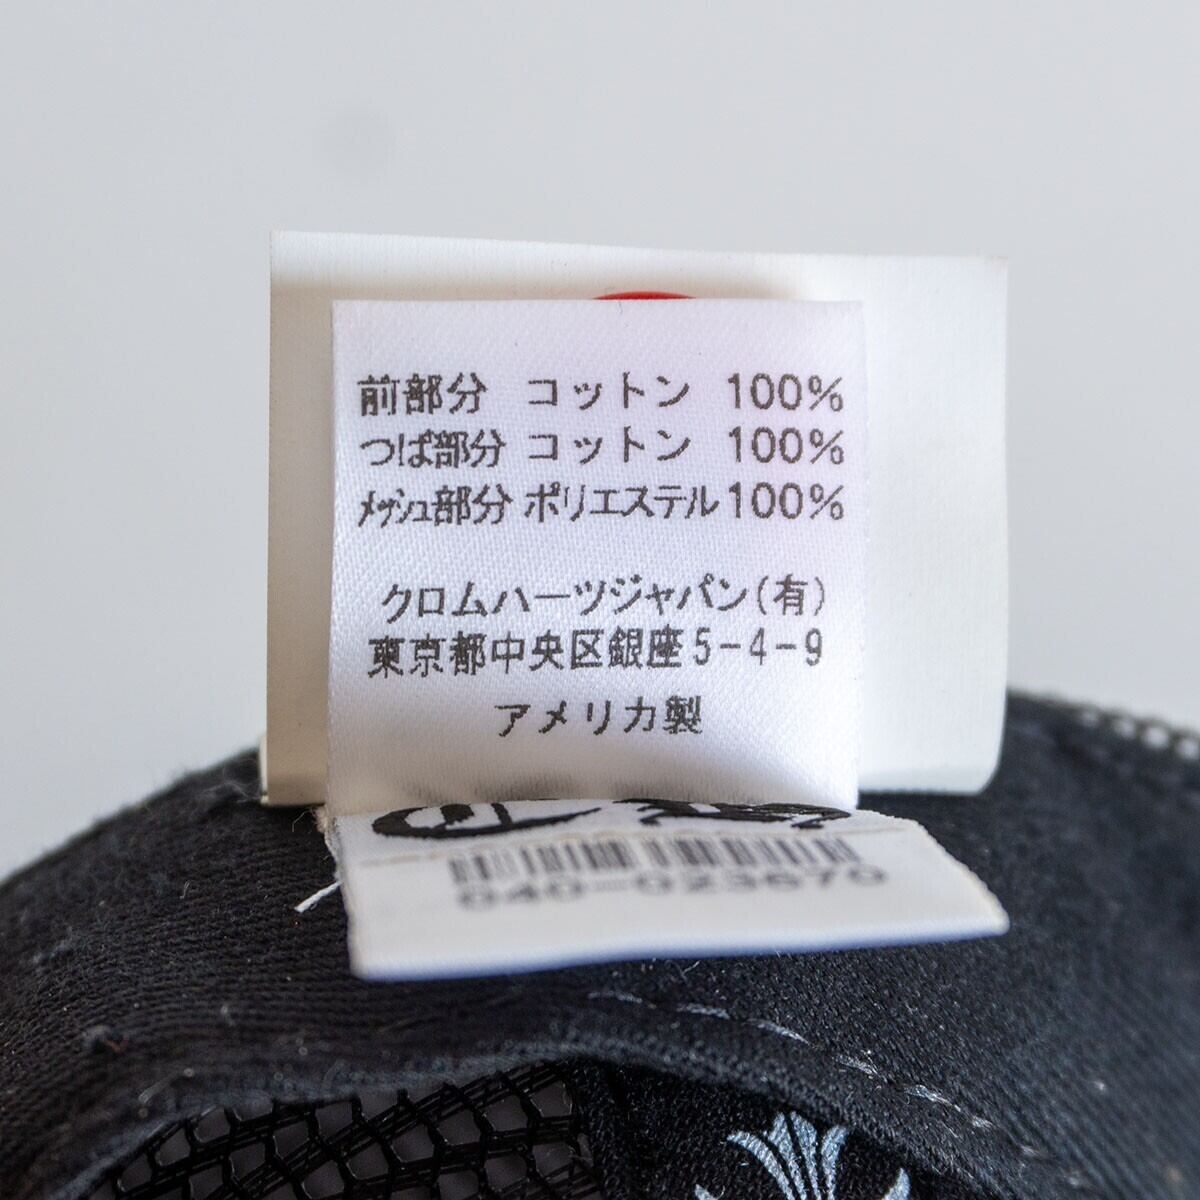 前部分 コットン 100%
つば部分 コットン 100%
メッシュ部分 ポリエステル100%
クロムハーツジャパン(有)
東京都中央区銀座5-4-9
アメリカ製
040-023670